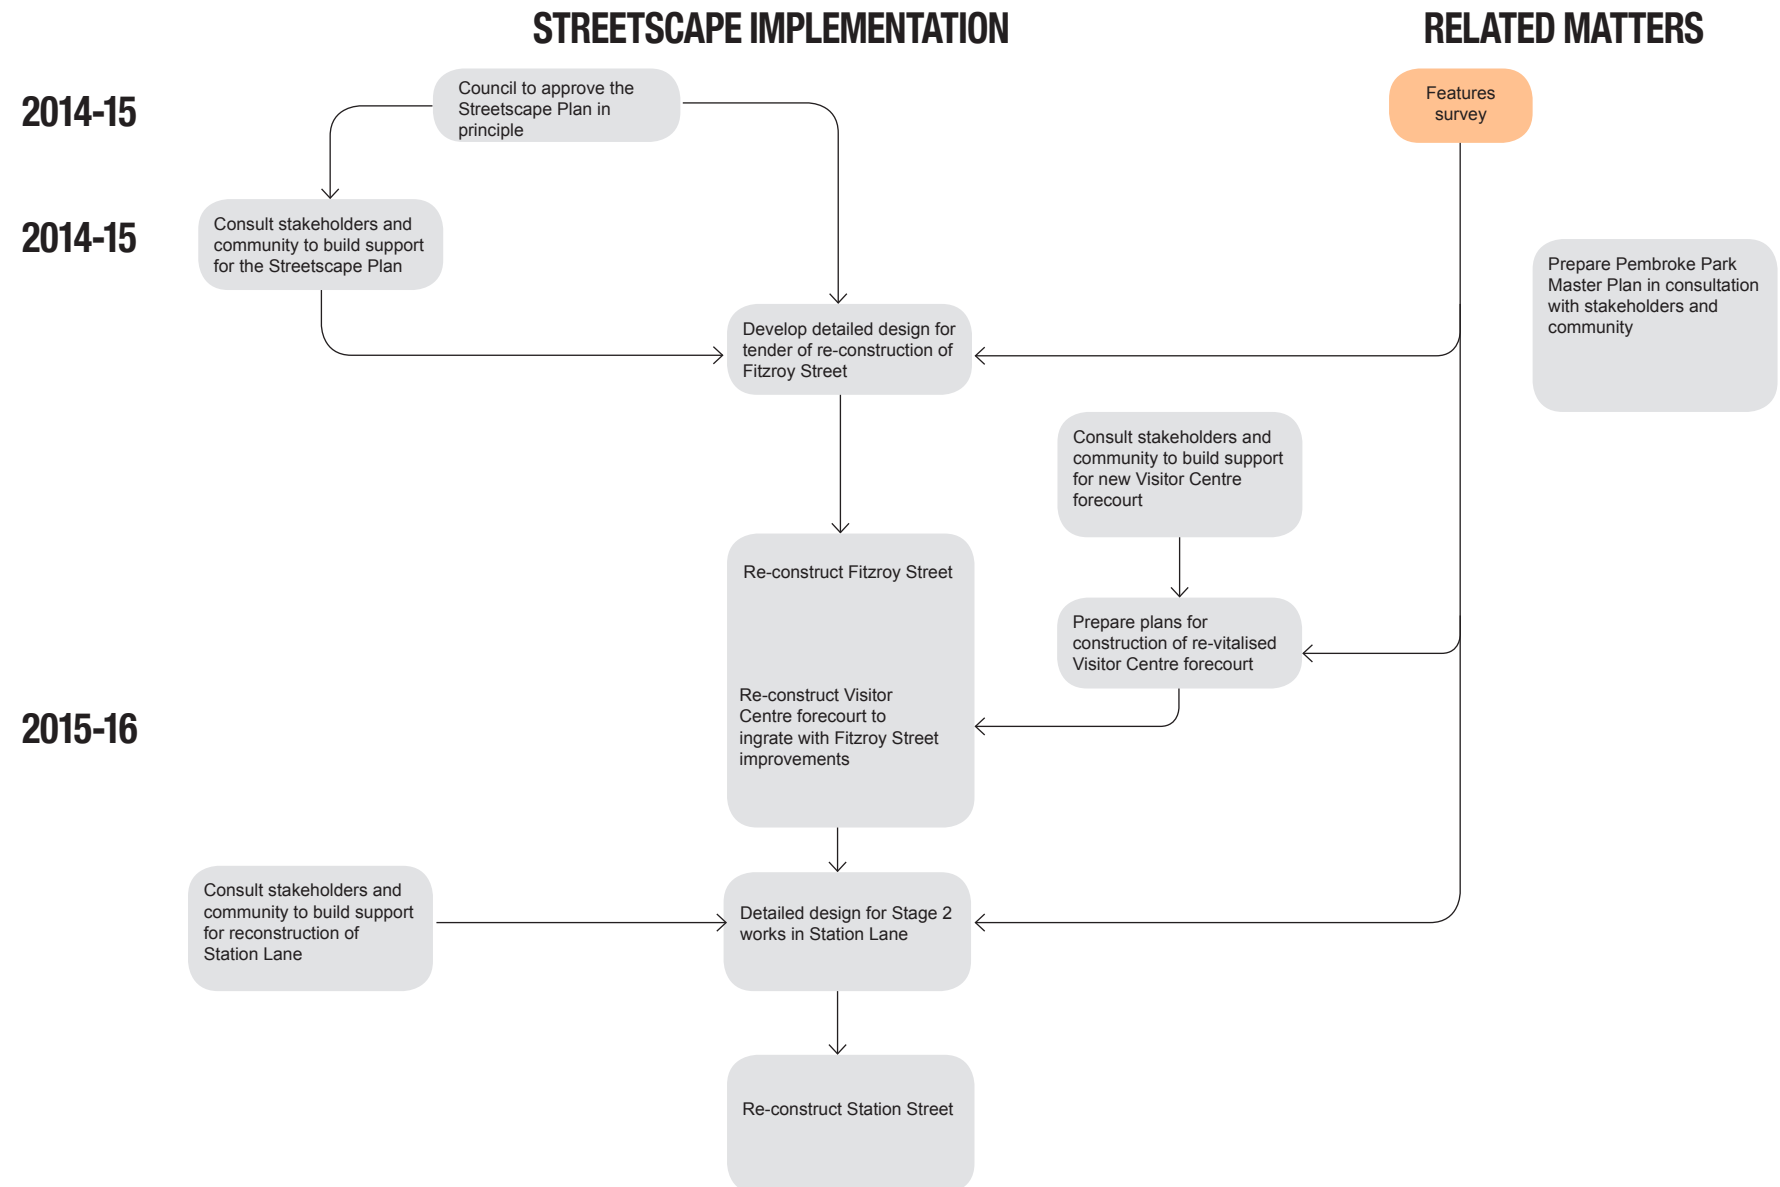 STREETSCAPE IMPLEMENTATION
RELATED MATTERS
2014-15
Council to approve the
Streetscape Plan in
principle
Features
survey
2014-15
Consult stakeholders and
community to build support
for the Streetscape Plan
Prepare Pembroke Park
Master Plan in consultation
with stakeholders and
community
Develop detailed design for
tender of re-construction of
Fitzroy Street
Consult stakeholders and
community to build support
for new Visitor Centre
forecourt
Re-construct Fitzroy Street
Prepare plans for
construction of re-vitalised
Visitor Centre forecourt
2015-16
Re-construct Visitor
Centre forecourt to
ingrate with Fitzroy Street
improvements
Consult stakeholders and
community to build support
for reconstruction of
Station Lane
Detailed design for Stage 2
works in Station Lane
Re-construct Station Street